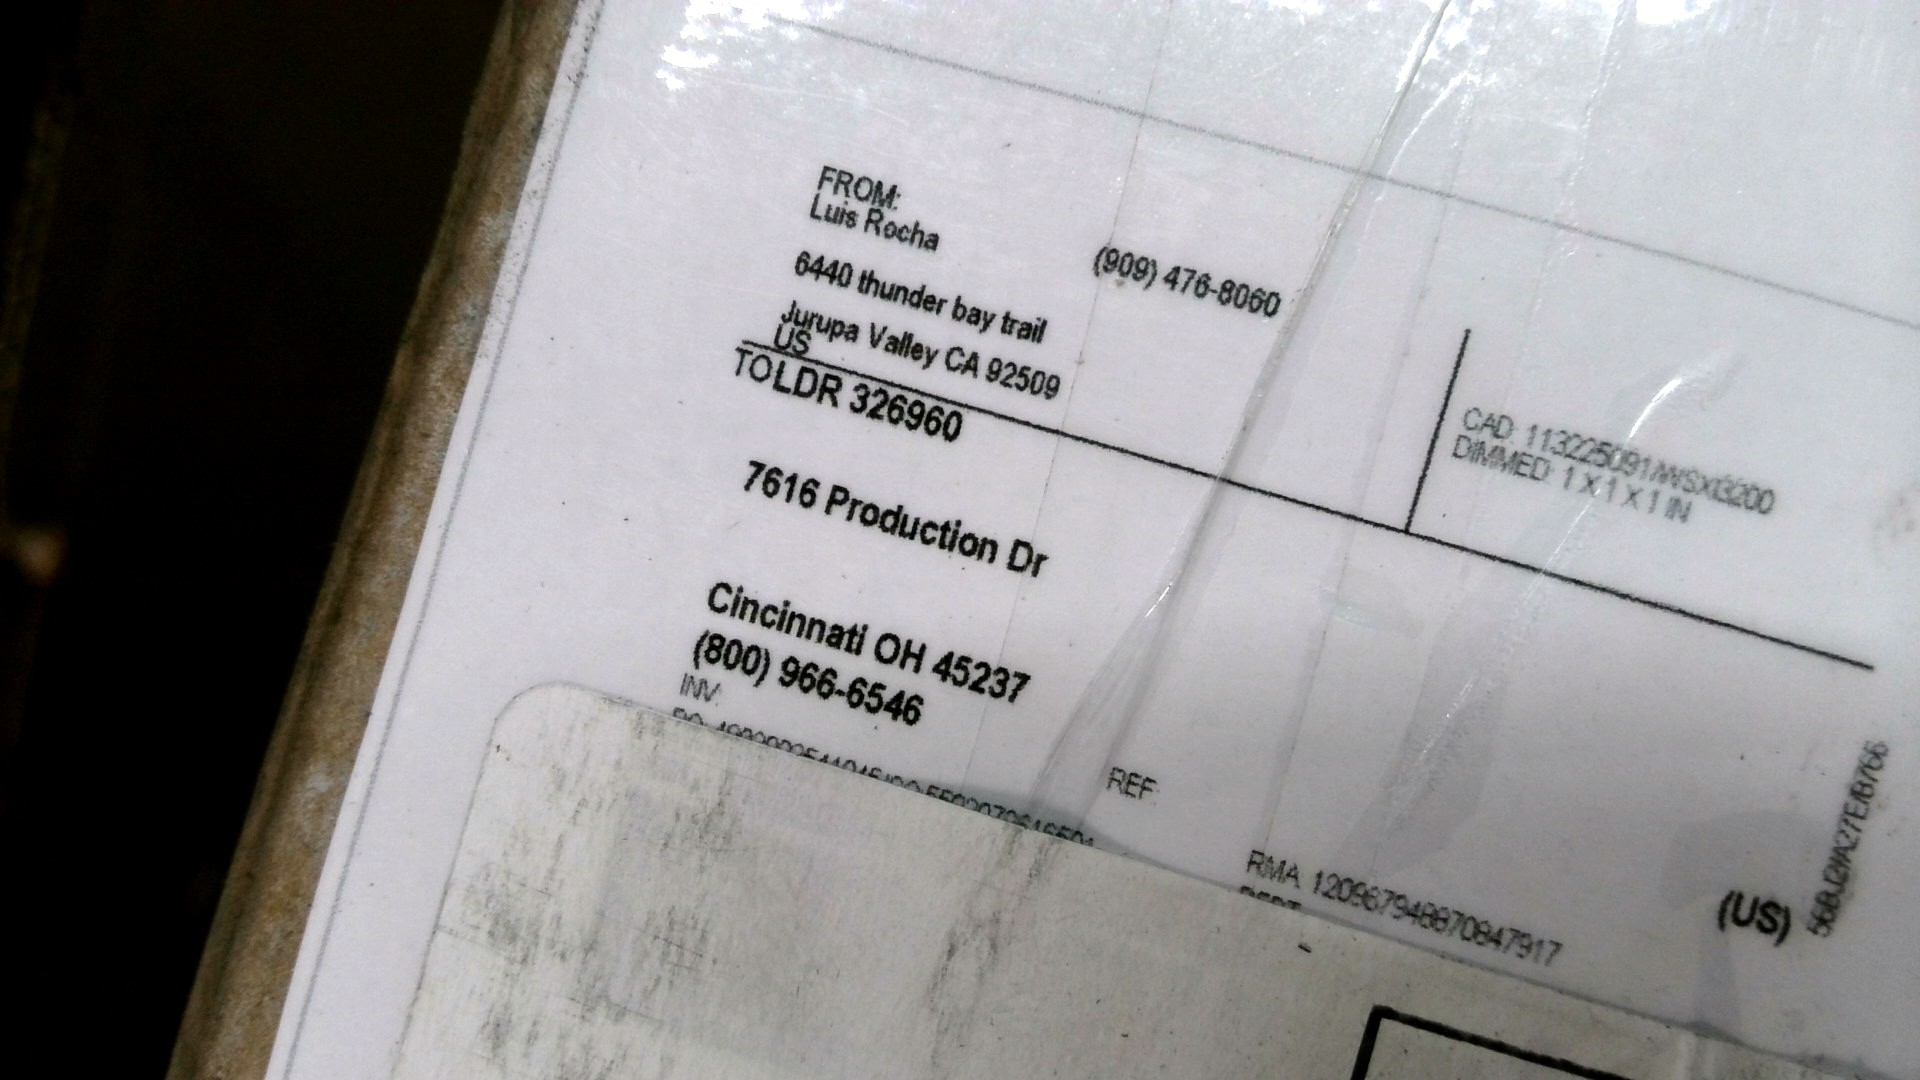 FROM:
Luis Rocha
(909) 476-8060
6440 thunder bay trail
Jurupa Valley CA 92509
US
CAD: 113225091/WSXI3200
DIMMED: 1 X 1 X 1 IN
TO LDR 326960
7616 Production Dr
Cincinnati OH 45237
(800) 966-6546
INV:
REF:
RMA: 120967948870847917
(US)